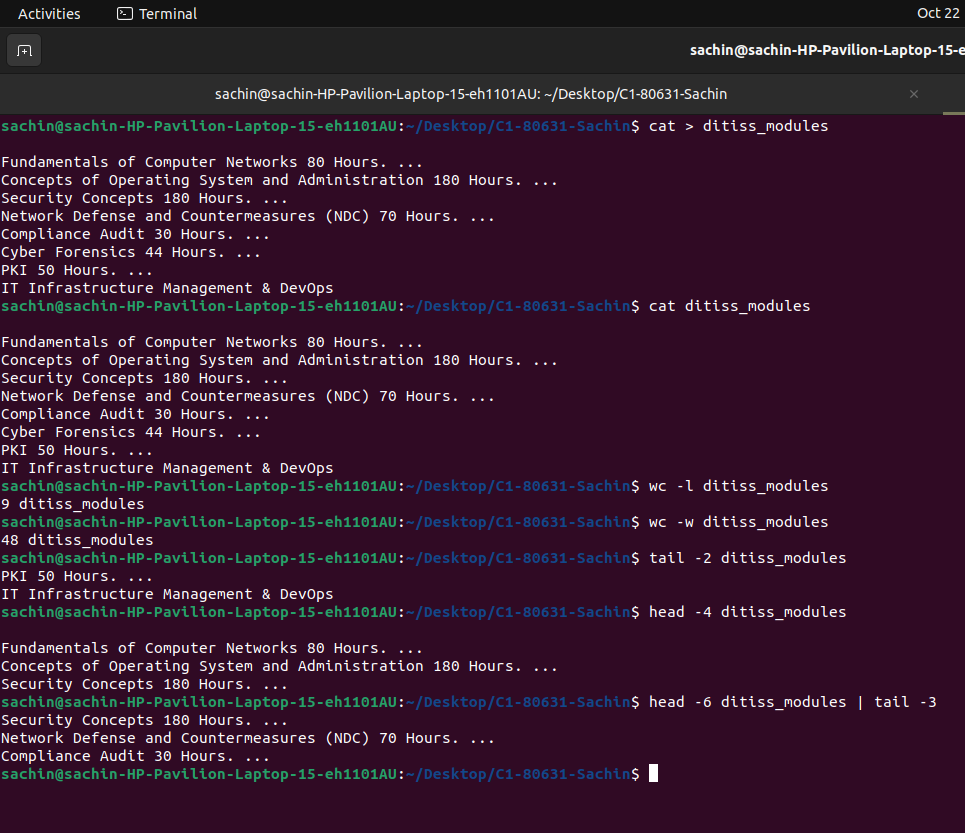 Activities Terminal Oct 22
sachin@sachin-HP-Pavilion-Laptop-15-e
sachin@sachin-HP-Pavilion-Laptop-15-eh1101AU: ~/Desktop/C1-80631-Sachin ×
sachin@sachin-HP-Pavilion-Laptop-15-eh1101AU:~/Desktop/C1-80631-Sachin$ cat > ditiss_modules

Fundamentals of Computer Networks 80 Hours. ...
Concepts of Operating System and Administration 180 Hours. ...
Security Concepts 180 Hours. ...
Network Defense and Countermeasures (NDC) 70 Hours. ...
Compliance Audit 30 Hours. ...
Cyber Forensics 44 Hours. ...
PKI 50 Hours. ...
IT Infrastructure Management & DevOps
sachin@sachin-HP-Pavilion-Laptop-15-eh1101AU:~/Desktop/C1-80631-Sachin$ cat ditiss_modules

Fundamentals of Computer Networks 80 Hours. ...
Concepts of Operating System and Administration 180 Hours. ...
Security Concepts 180 Hours. ...
Network Defense and Countermeasures (NDC) 70 Hours. ...
Compliance Audit 30 Hours. ...
Cyber Forensics 44 Hours. ...
PKI 50 Hours. ...
IT Infrastructure Management & DevOps
sachin@sachin-HP-Pavilion-Laptop-15-eh1101AU:~/Desktop/C1-80631-Sachin$ wc -l ditiss_modules
9 ditiss_modules
sachin@sachin-HP-Pavilion-Laptop-15-eh1101AU:~/Desktop/C1-80631-Sachin$ wc -w ditiss_modules
48 ditiss_modules
sachin@sachin-HP-Pavilion-Laptop-15-eh1101AU:~/Desktop/C1-80631-Sachin$ tail -2 ditiss_modules
PKI 50 Hours. ...
IT Infrastructure Management & DevOps
sachin@sachin-HP-Pavilion-Laptop-15-eh1101AU:~/Desktop/C1-80631-Sachin$ head -4 ditiss_modules

Fundamentals of Computer Networks 80 Hours. ...
Concepts of Operating System and Administration 180 Hours. ...
Security Concepts 180 Hours. ...
sachin@sachin-HP-Pavilion-Laptop-15-eh1101AU:~/Desktop/C1-80631-Sachin$ head -6 ditiss_modules | tail -3
Security Concepts 180 Hours. ...
Network Defense and Countermeasures (NDC) 70 Hours. ...
Compliance Audit 30 Hours. ...
sachin@sachin-HP-Pavilion-Laptop-15-eh1101AU:~/Desktop/C1-80631-Sachin$